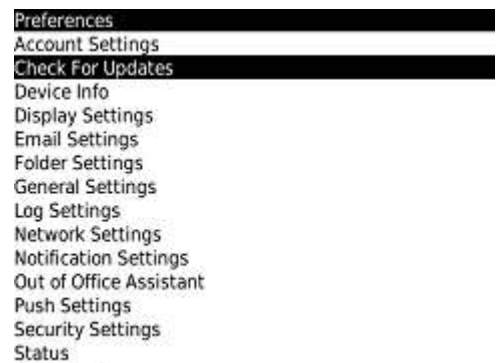 Preferences
Account Settings
Check For Updates
Device Info
Display Settings
Email Settings
Folder Settings
General Settings
Log Settings
Network Settings
Notification Settings
Out of Office Assistant
Push Settings
Security Settings
Status